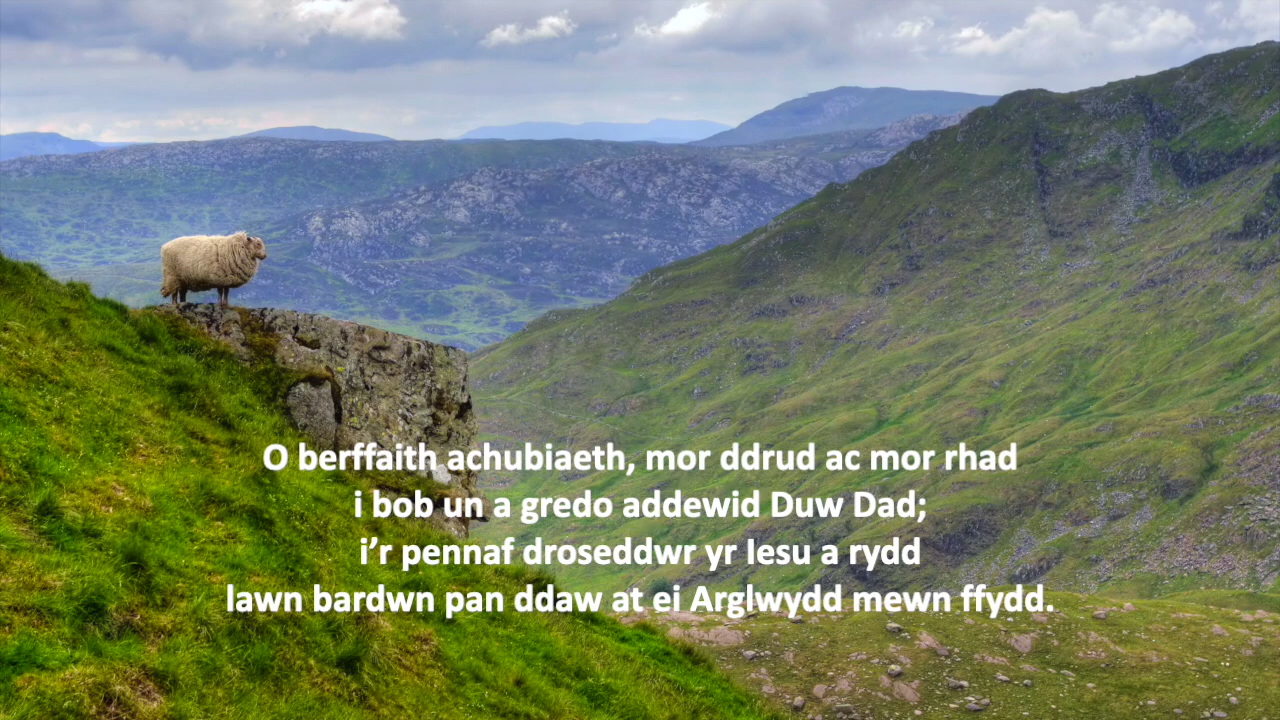 O berffaith achubiaeth, mor ddrud ac mor rhad
i bob un a gredo addewid Duw Dad;
i’r pennaf droseddwr yr Iesu a rydd
lawn bardwn pan ddaw at ei Arglwydd mewn ffydd.